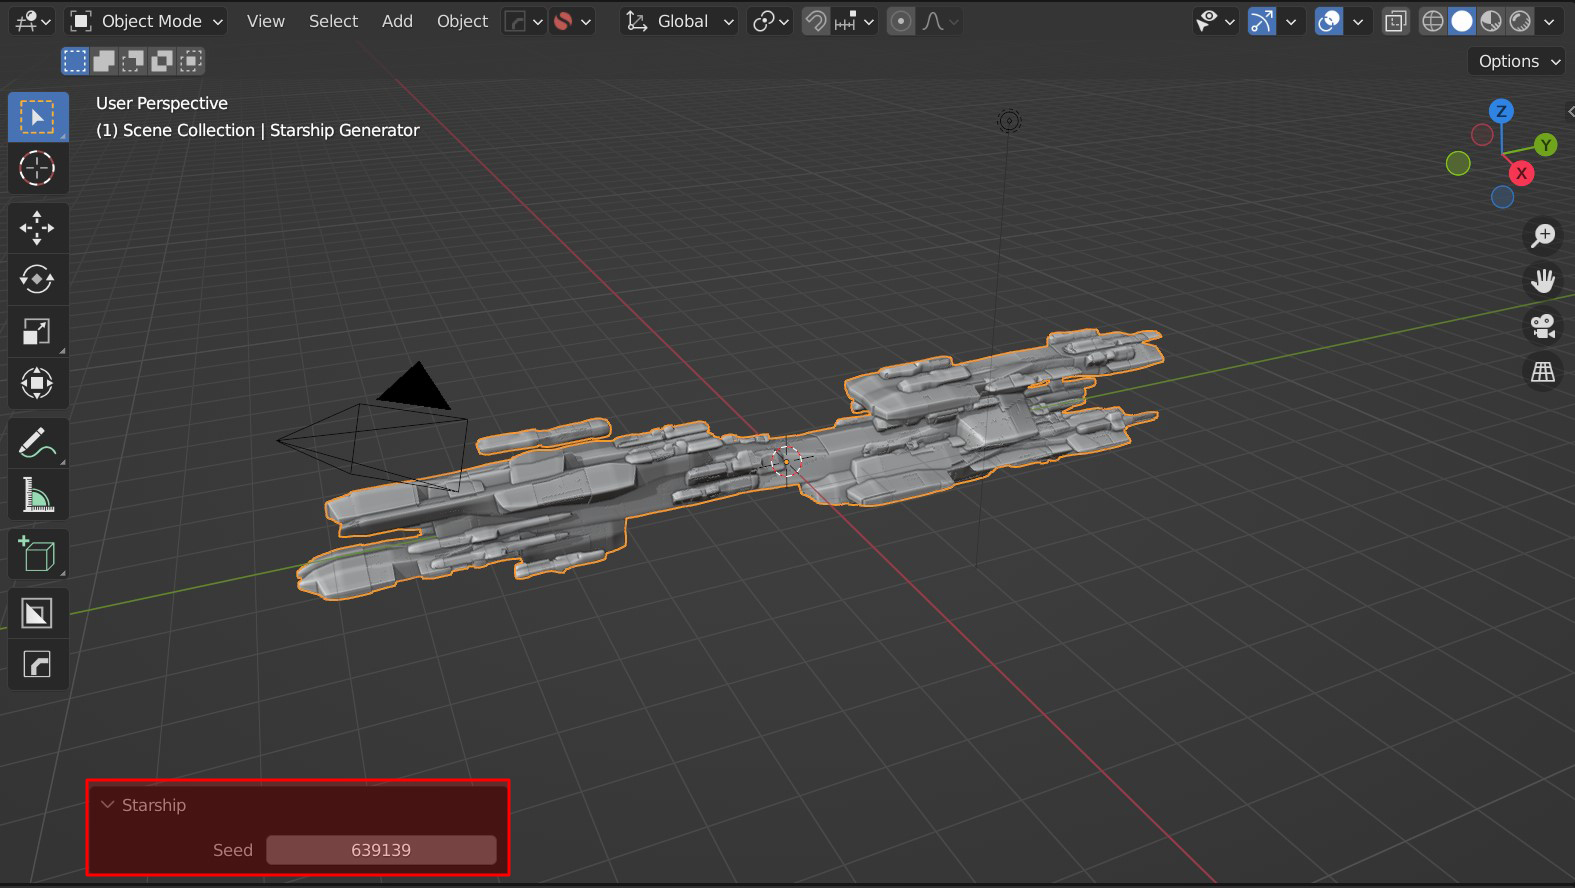 Object Mode View Select Add Object Global
Options
User Perspective
(1) Scene Collection | Starship Generator
Z
Y
X
Starship
Seed 639139